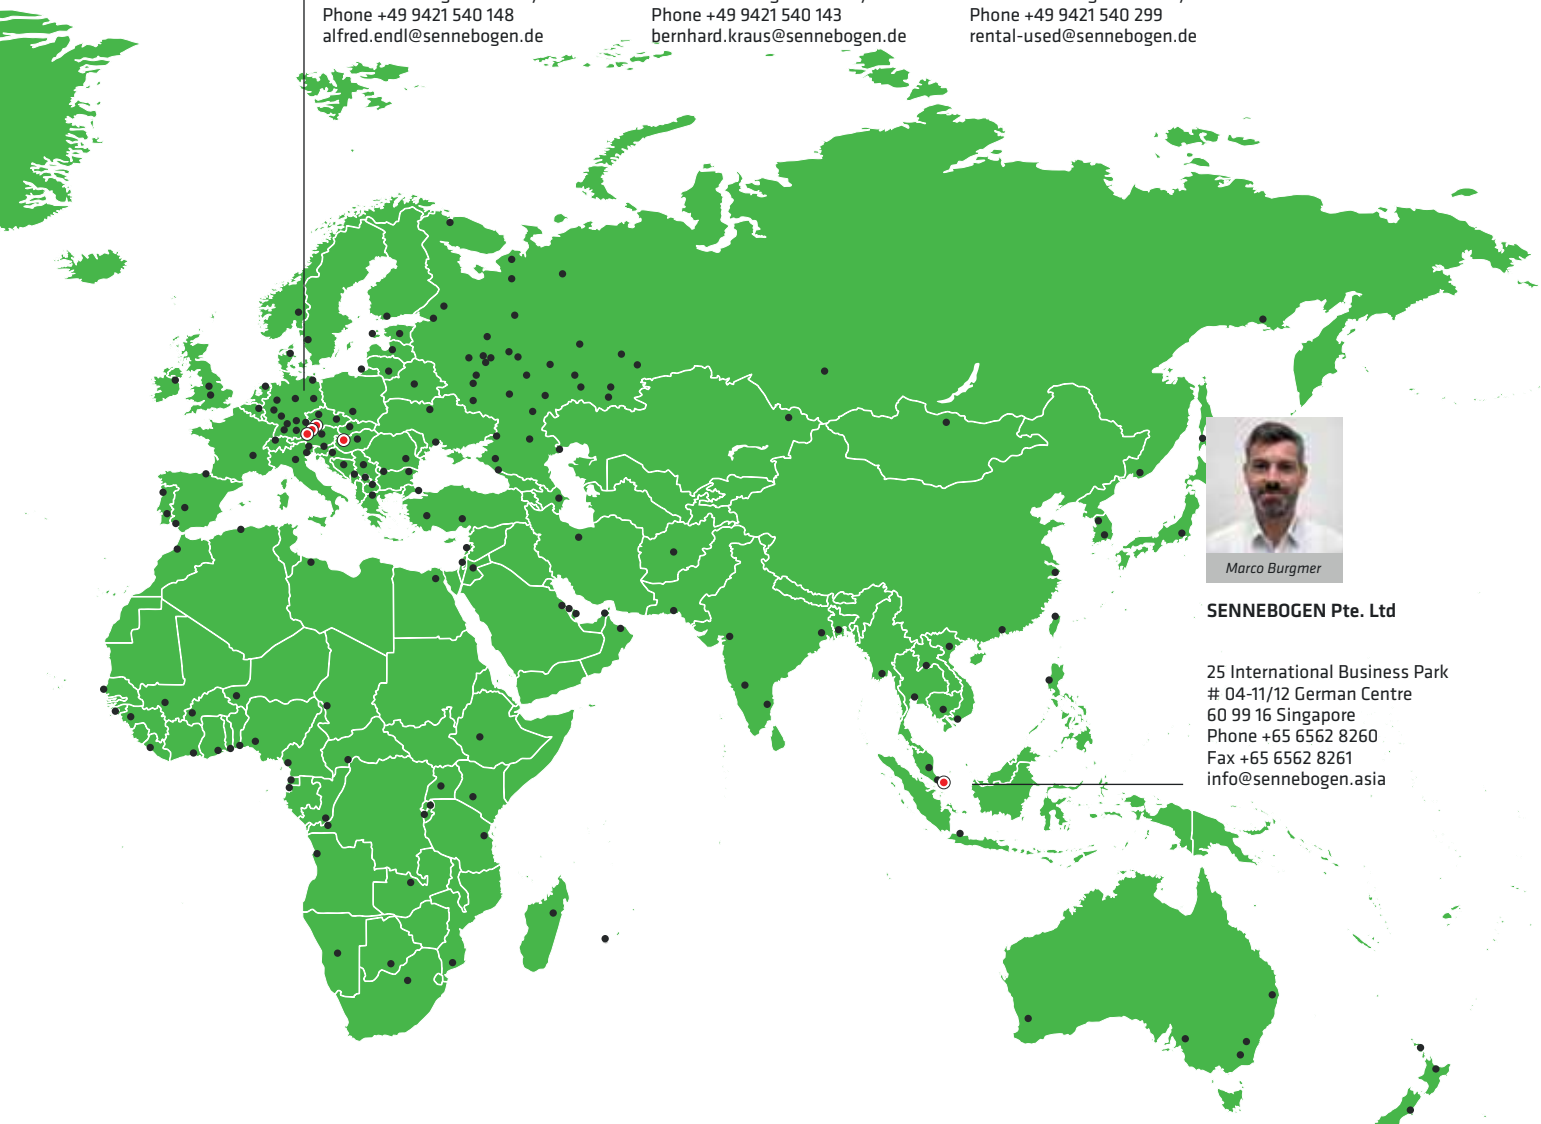 Phone +49 9421 540 148
alfred.endl@sennebogen.de
Phone +49 9421 540 143
bernhard.kraus@sennebogen.de
Phone +49 9421 540 299
rental-used@sennebogen.de
Marco Burgmer
SENNEBOGEN Pte. Ltd
25 International Business Park
# 04-11/12 German Centre
60 99 16 Singapore
Phone +65 6562 8260
Fax +65 6562 8261
info@sennebogen.asia